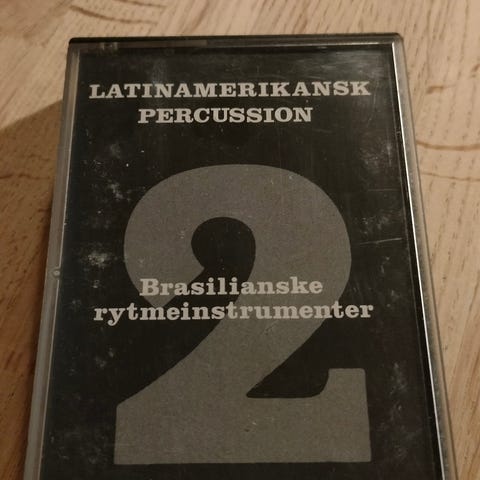 LATINAMERIKANSK
PERCUSSION
2
Brasilianske
rytmeinstrumenter